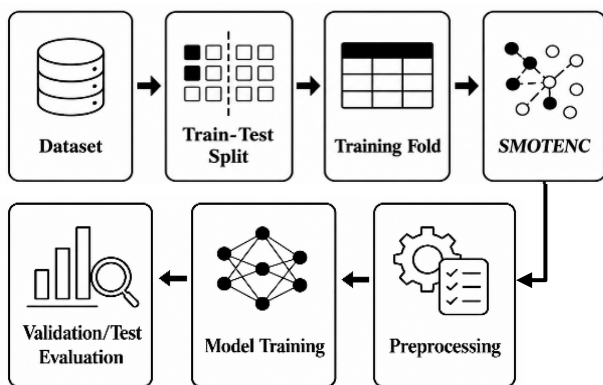 Dataset
Train-Test
Split
Training Fold
SMOTENC
Preprocessing
Model Training
Validation/Test
Evaluation